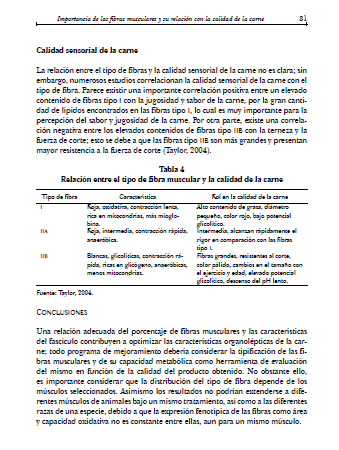 Importancia de las fibras musculares y su relación con la calidad de la carne 81
Calidad sensorial de la carne
La relación entre el tipo de fibras y la calidad sensorial de la carne no es clara; sin
embargo, numerosos estudios correlacionan la calidad sensorial de la carne con el
tipo de fibra. Parece existir una importante correlación positiva entre un elevado
contenido de fibras tipo I con la jugosidad y sabor de la carne, por la gran canti-
dad de lípidos encontrados en las fibras tipo I, lo cual es muy importante para la
percepción del sabor y jugosidad de la carne. Por otra parte, existe una corre-
lación negativa entre los elevados contenidos de fibras tipo IIB con la terneza y la
fuerza de corte; esto se debe a que las fibras tipo IIB son más grandes y presentan
mayor resistencia a la fuerza de corte (Taylor, 2004).
Tabla 4
Relación entre el tipo de fibra muscular y la calidad de la carne
Tipo de fibra Característica Rol en la calidad de la carne
I Roja, oxidativa, contracción lenta, Alto contenido de grasa, diámetro
rica en mitocondrias, más mioglo- pequeño, color rojo, bajo potencial
bina. glicolítico.
IIA Roja, intermedia, contracción rápida, Intermedia, alcanzan rápidamente el
anaeróbica. rigor en comparación con las fibras
tipo I.
IIB Blancas, glicolíticas, contracción rá- Fibras grandes, resistentes al corte,
pida, ricas en glicógeno, anaeróbicas, color pálido, cambios en el tamaño con
menos mitocondrias. el ejercicio y edad, elevado potencial
glicolítico, descenso del pH lento.
Fuente: Taylor, 2004.
CONCLUSIONES
Una relación adecuada del porcentaje de fibras musculares y las características
del fascículo contribuyen a optimizar las características organolépticas de la car-
ne; todo programa de mejoramiento debería considerar la tipificación de las fi-
bras musculares y de su capacidad metabólica como herramienta de evaluación
del mismo en función de la calidad del producto obtenido. No obstante ello,
es importante considerar que la distribución del tipo de fibra depende de los
músculos seleccionados. Asimismo los resultados no podrían extenderse a dife-
rentes músculos de animales bajo un mismo tratamiento, así como a las diferentes
razas de una especie, debido a que la expresión fenotípica de las fibras como área
y capacidad oxidativa no es constante entre ellas, aun para un mismo músculo.